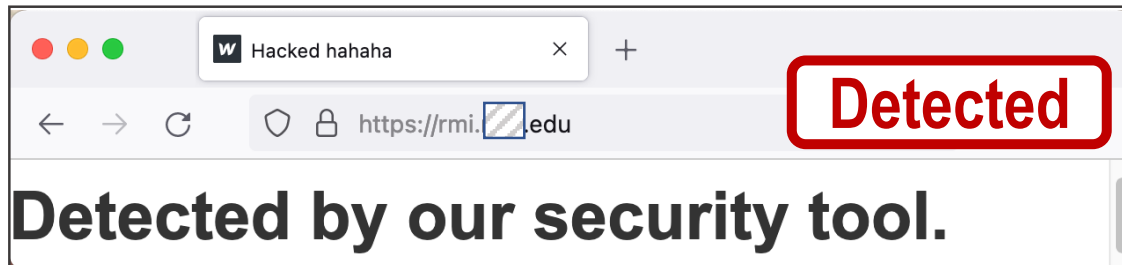 W Hacked hahaha
https://rmi..edu
Detected
Detected by our security tool.